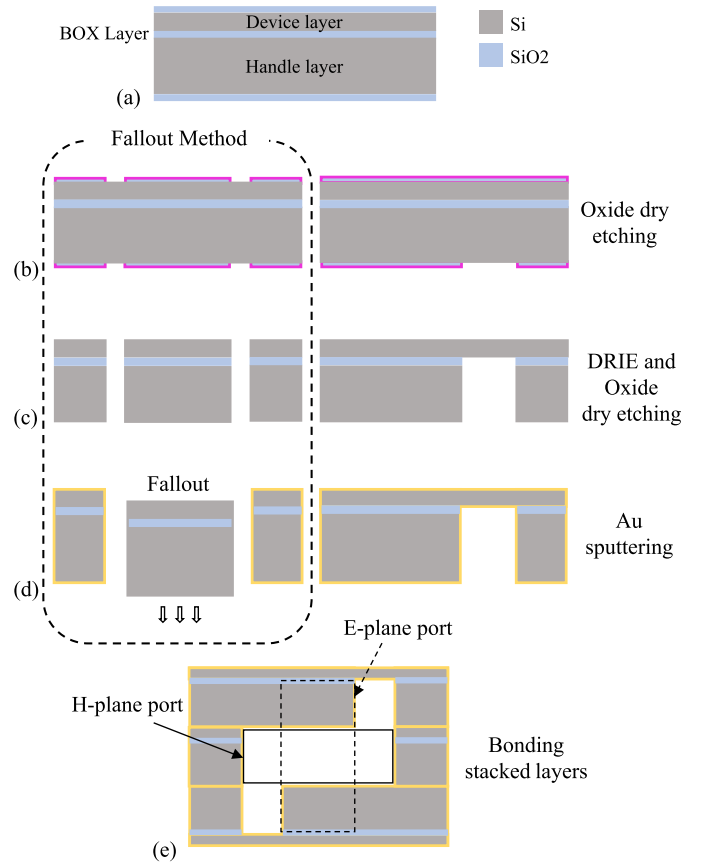 Device layer
BOX Layer
Handle layer
(a)
Si
SiO2
Fallout Method
(b)
Oxide dry
etching
(c)
DRIE and
Oxide
dry etching
Fallout
(d)
Au
sputtering
E-plane port
H-plane port
Bonding
stacked layers
(e)